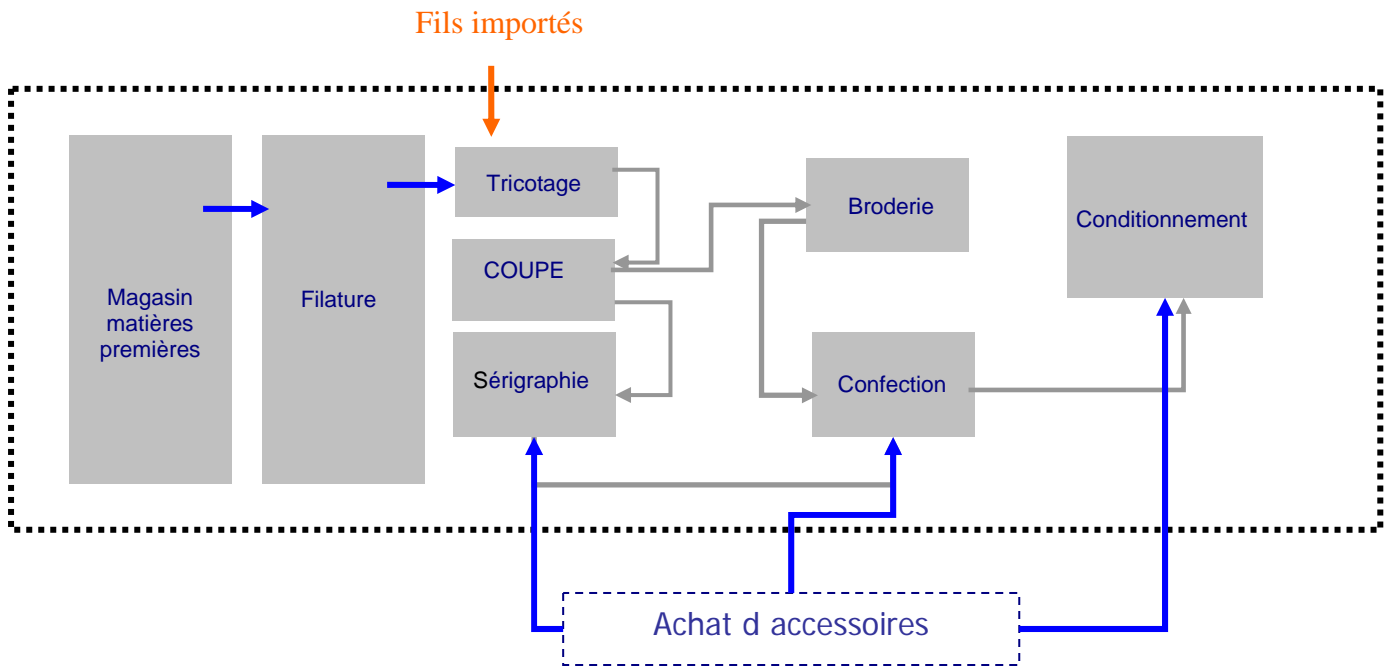 Fils importés
Tricotage
Broderie
Conditionnement
COUPE
Magasin
matières
premières
Filature
Sérigraphie
Confection
Achat d accessoires